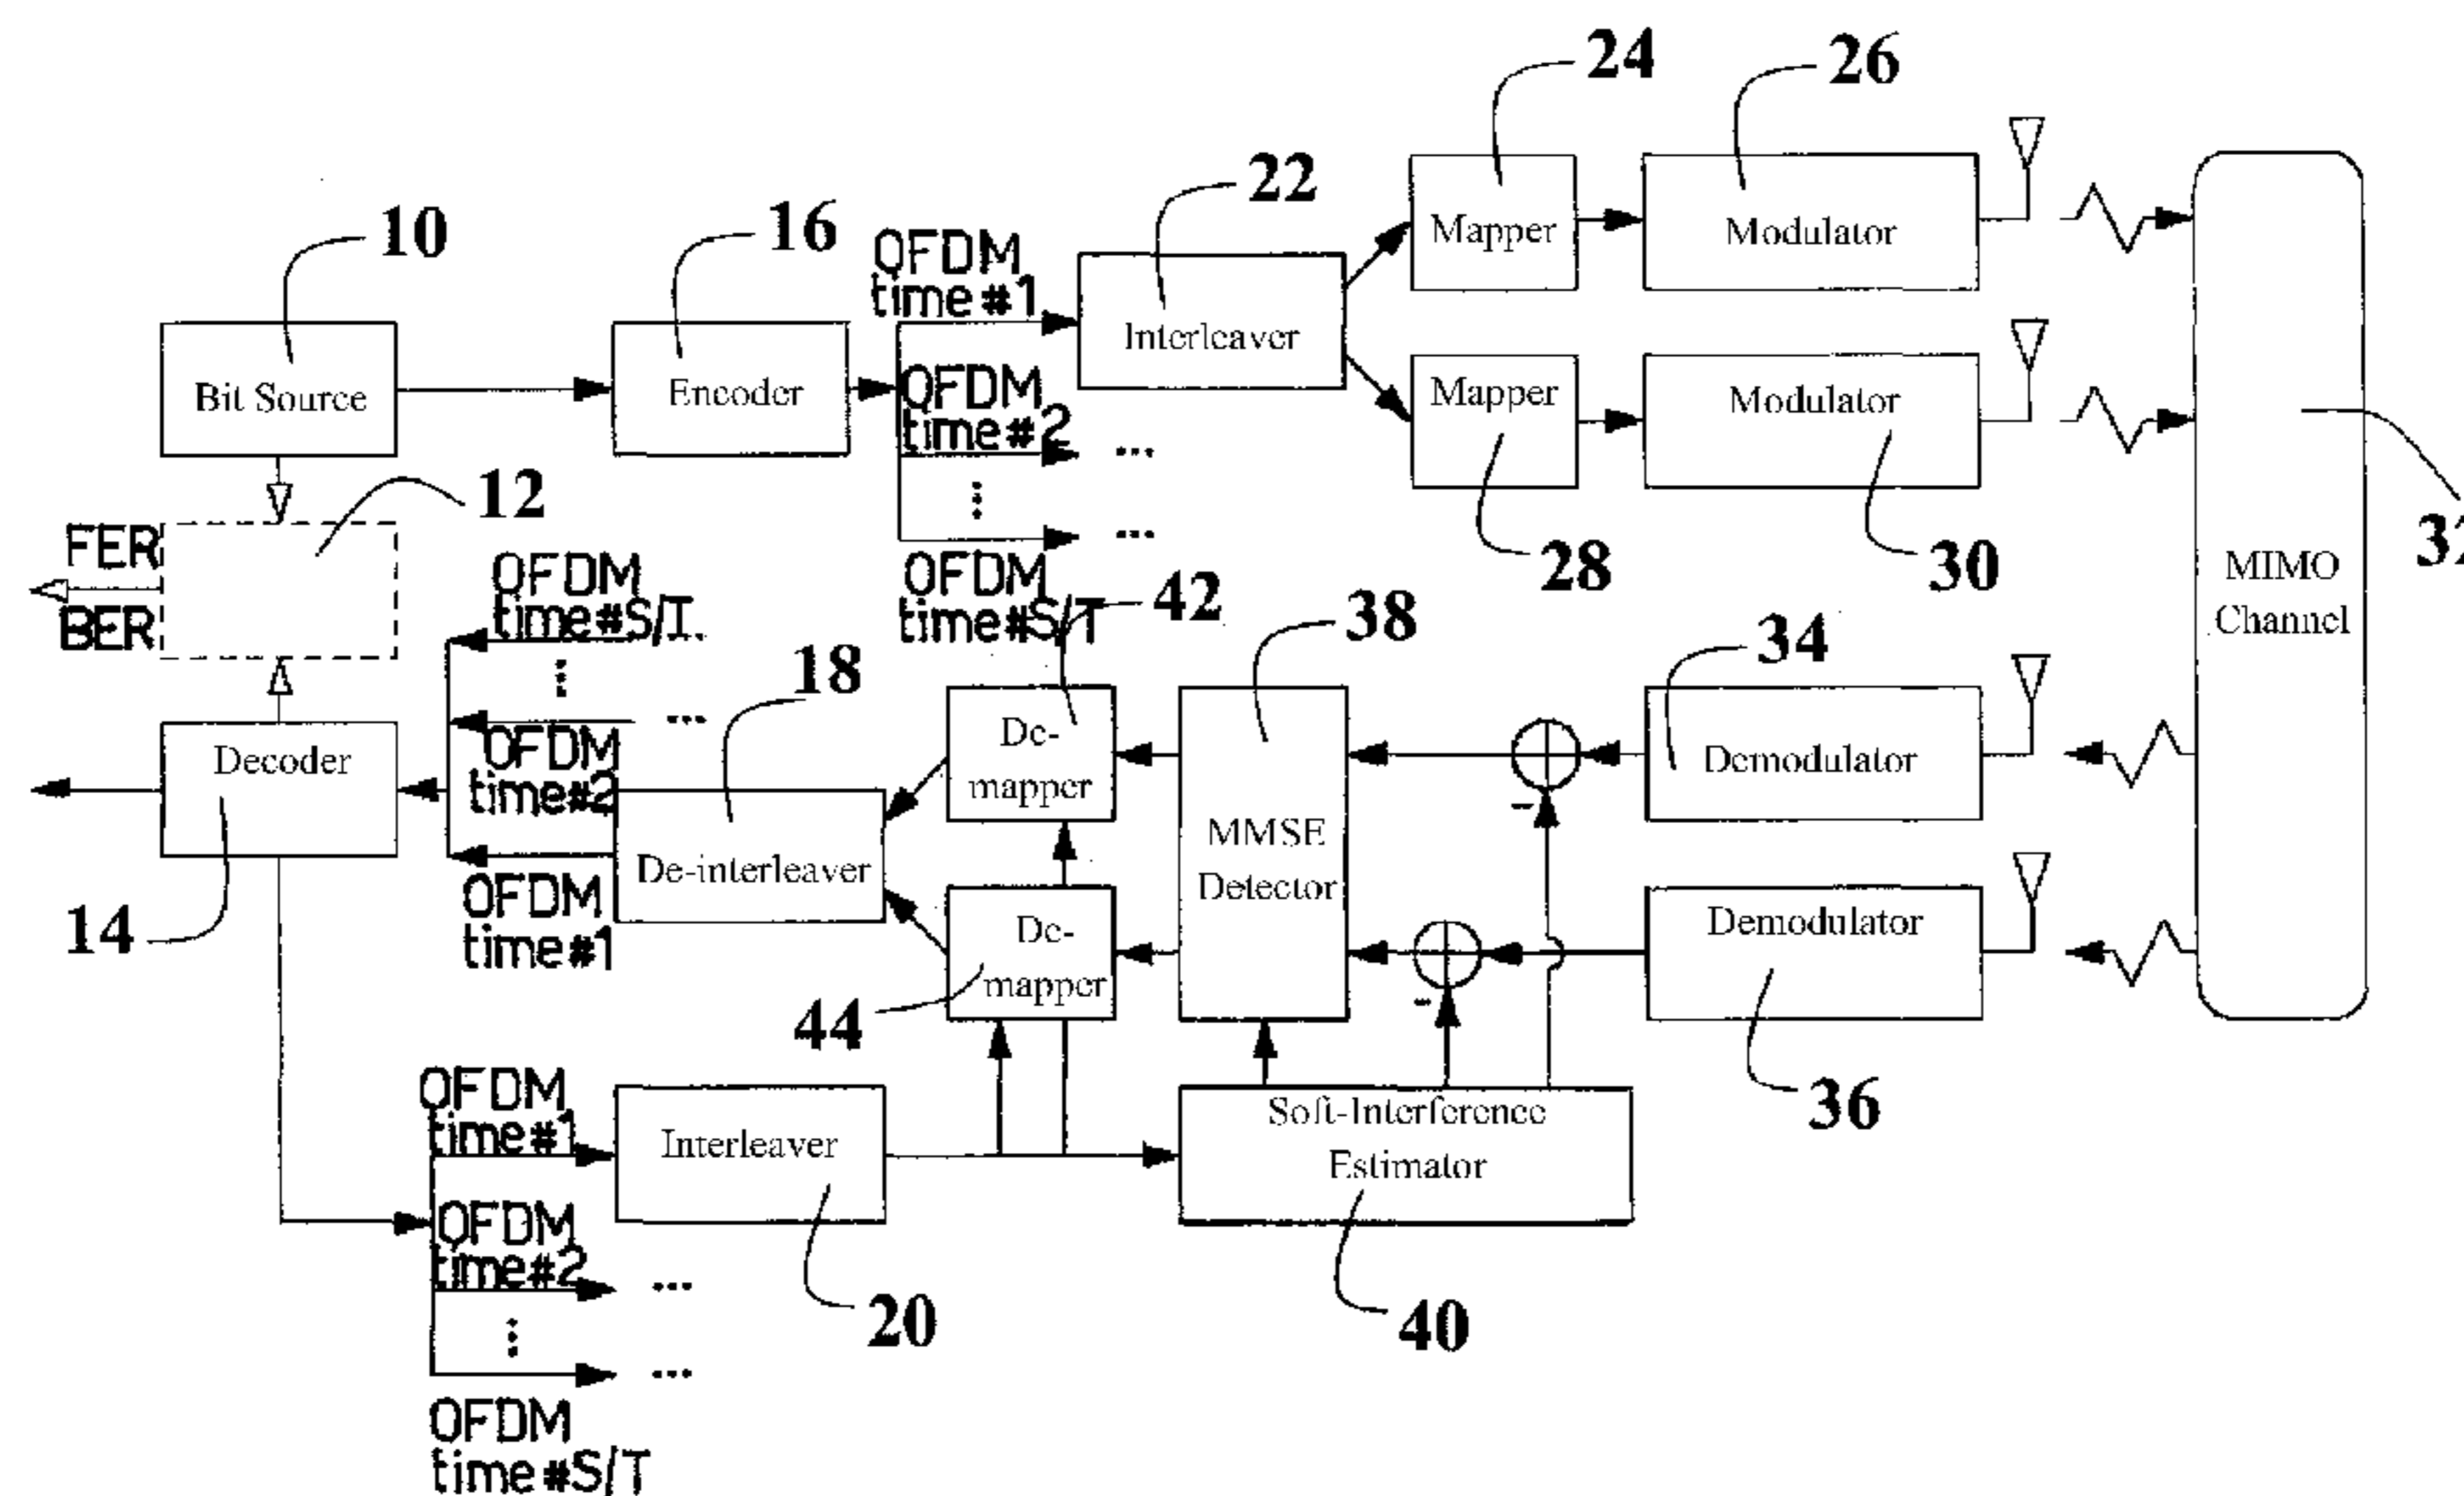 24
26
22
10
16
OFDM
time#1
Mapper
Modulator
Interleaver
Bit Source
Encoder
OFDM
time#2
...
Mapper
Modulator
...
12
28
30
32
FER
BER
OFDM
time#S/T
OFDM
time#S/T
42
38
34
MIMO
Channel
18
...
Decoder
OFDM
time#2
De-
mapper
Demodulator
MMSE
Detector
De-interleaver
14
OFDM
time#1
De-
mapper
Demodulator
44
36
OFDM
time#1
Interleaver
Soft-Interference
Estimator
OFDM
time#2
...
20
40
...
OFDM
time#S/T
-
-